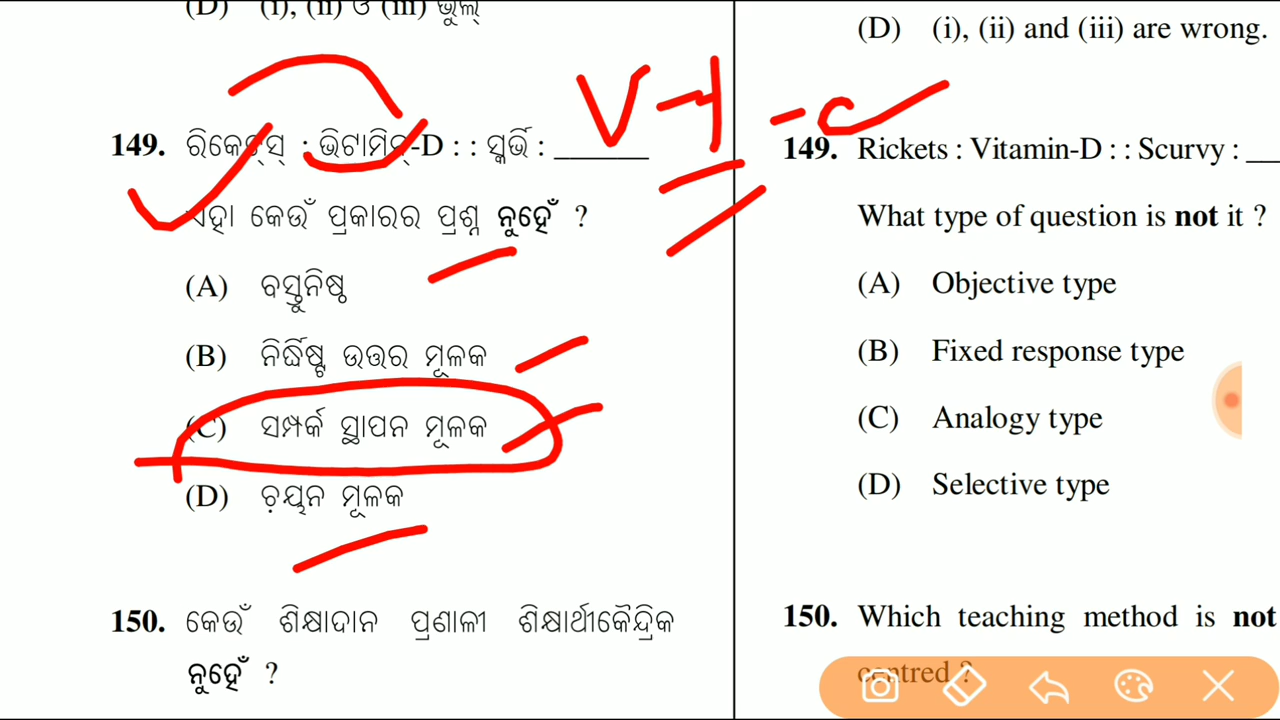 (D) (i), (ii) ଓ (iii) ଭୁଲ୍
149. ରିକେଟ୍‌ସ୍ : ଭିଟାମିନ୍-D : : ସ୍କର୍ଭି : ______
ଏହା କେଉଁ ପ୍ରକାରର ପ୍ରଶ୍ନ ନୁହେଁ ?
(A) ବସ୍ତୁନିଷ୍ଠ
(B) ନିର୍ଦ୍ଧିଷ୍ଟ ଉତ୍ତର ମୂଳକ
(C) ସମ୍ପର୍କ ସ୍ଥାପନ ମୂଳକ
(D) ଚୟନ ମୂଳକ
150. କେଉଁ ଶିକ୍ଷାଦାନ ପ୍ରଣାଳୀ ଶିକ୍ଷାର୍ଥୀକୈନ୍ଦ୍ରିକ
ନୁହେଁ ?
V-t-c
(D) (i), (ii) and (iii) are wrong.
149. Rickets : Vitamin-D : : Scurvy : ___
What type of question is not it ?
(A) Objective type
(B) Fixed response type
(C) Analogy type
(D) Selective type
150. Which teaching method is not
centred ?